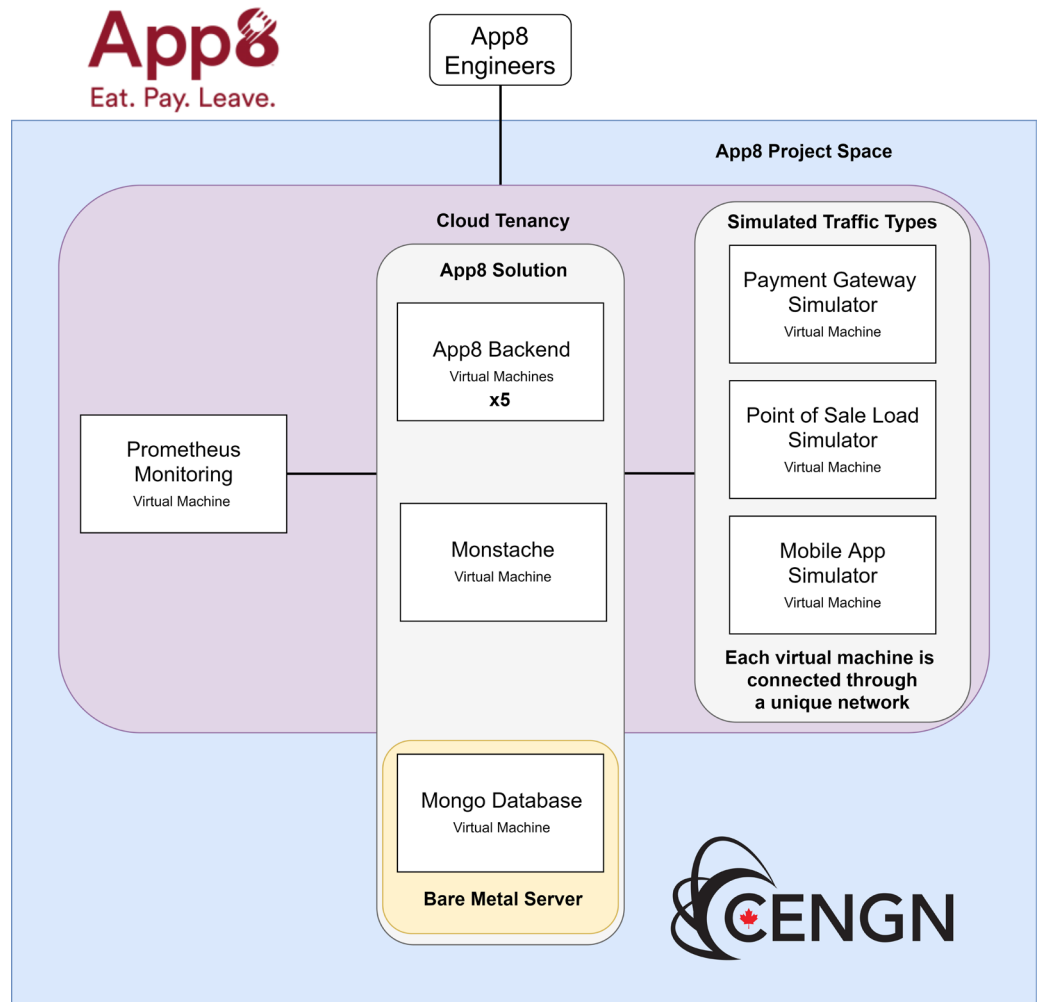 App8
Eat. Pay. Leave.
App8
Engineers
App8 Project Space
Cloud Tenancy
App8 Solution
App8 Backend
Virtual Machines
x5
Prometheus
Monitoring
Virtual Machine
Monstache
Virtual Machine
Mongo Database
Virtual Machine
Bare Metal Server
Simulated Traffic Types
Payment Gateway
Simulator
Virtual Machine
Point of Sale Load
Simulator
Virtual Machine
Mobile App
Simulator
Virtual Machine
Each virtual machine is
connected through
a unique network
CENGN